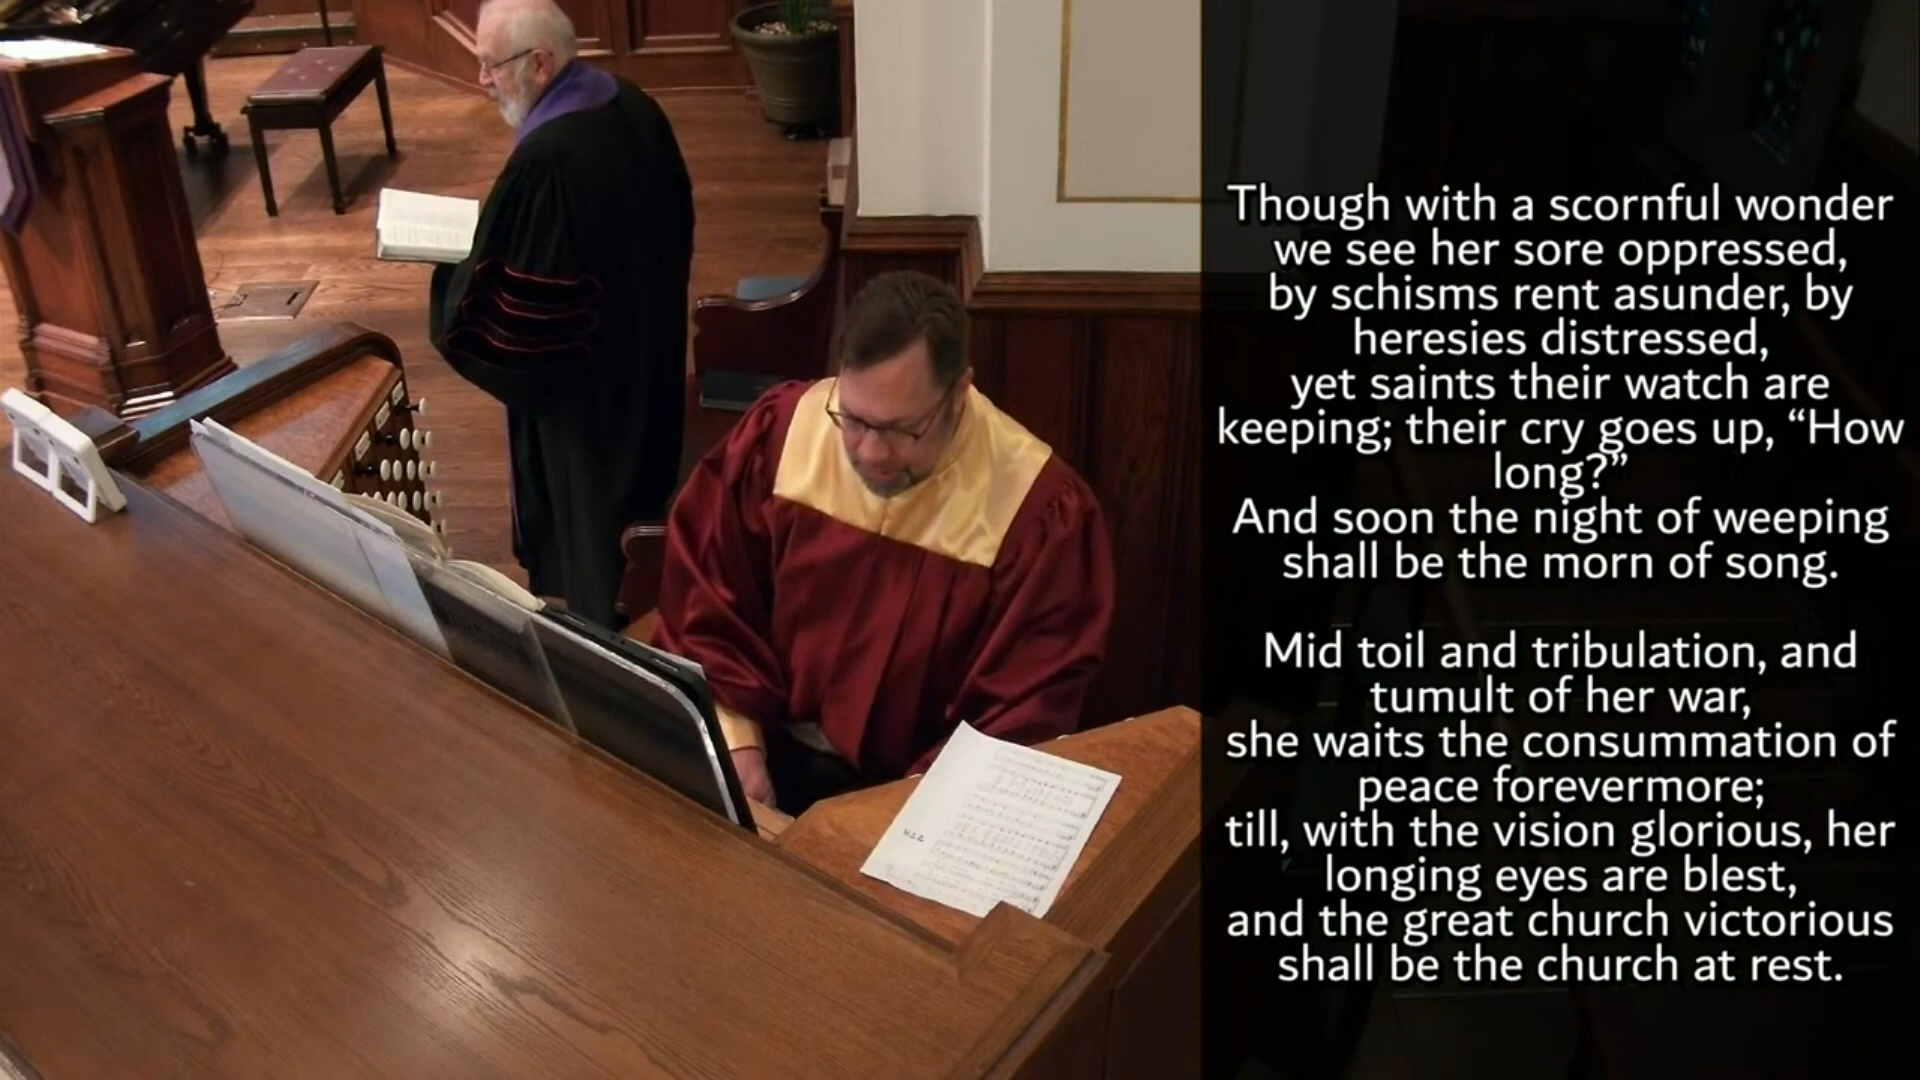 Though with a scornful wonder
we see her sore oppressed,
by schisms rent asunder, by
heresies distressed,
yet saints their watch are
keeping; their cry goes up, “How
long?”
And soon the night of weeping
shall be the morn of song.
Mid toil and tribulation, and
tumult of her war,
she waits the consummation of
peace forevermore;
till, with the vision glorious, her
longing eyes are blest,
and the great church victorious
shall be the church at rest.